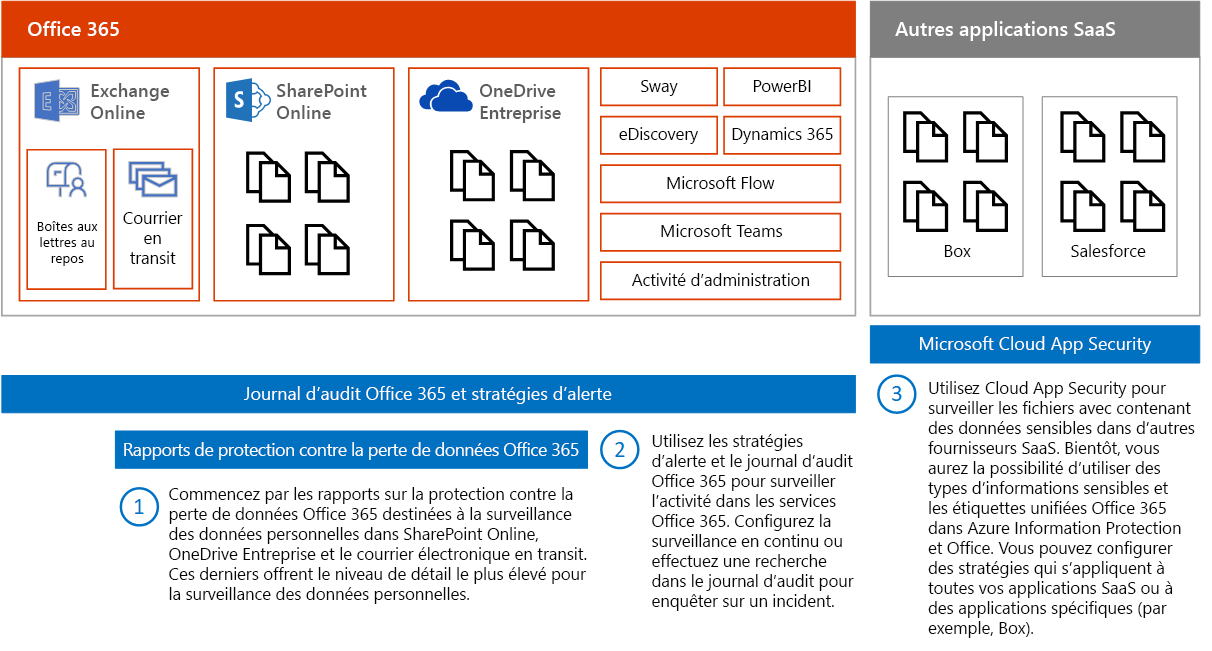 Office 365
Exchange
Online
Boîtes aux
lettres au
repos
Courrier
en
transit
SharePoint
Online
OneDrive
Entreprise
Sway
PowerBI
eDiscovery
Dynamics 365
Microsoft Flow
Microsoft Teams
Activité d’administration
Autres applications SaaS
Box
Salesforce
Journal d’audit Office 365 et stratégies d’alerte
Rapports de protection contre la perte de données Office 365
1
Commencez par les rapports sur la protection contre la
perte de données Office 365 destinées à la surveillance
des données personnelles dans SharePoint Online,
OneDrive Entreprise et le courrier électronique en transit.
Ces derniers offrent le niveau de détail le plus élevé pour
la surveillance des données personnelles.
2
Utilisez les stratégies
d’alerte et le journal d’audit
Office 365 pour surveiller
l’activité dans les services
Office 365. Configurez la
surveillance en continu ou
effectuez une recherche
dans le journal d’audit pour
enquêter sur un incident.
Microsoft Cloud App Security
3
Utilisez Cloud App Security pour
surveiller les fichiers avec contenant
des données sensibles dans d’autres
fournisseurs SaaS. Bientôt, vous
aurez la possibilité d’utiliser des
types d’informations sensibles et
les étiquettes unifiées Office 365
dans Azure Information Protection
et Office. Vous pouvez configurer
des stratégies qui s’appliquent à
toutes vos applications SaaS ou à
des applications spécifiques (par
exemple, Box).